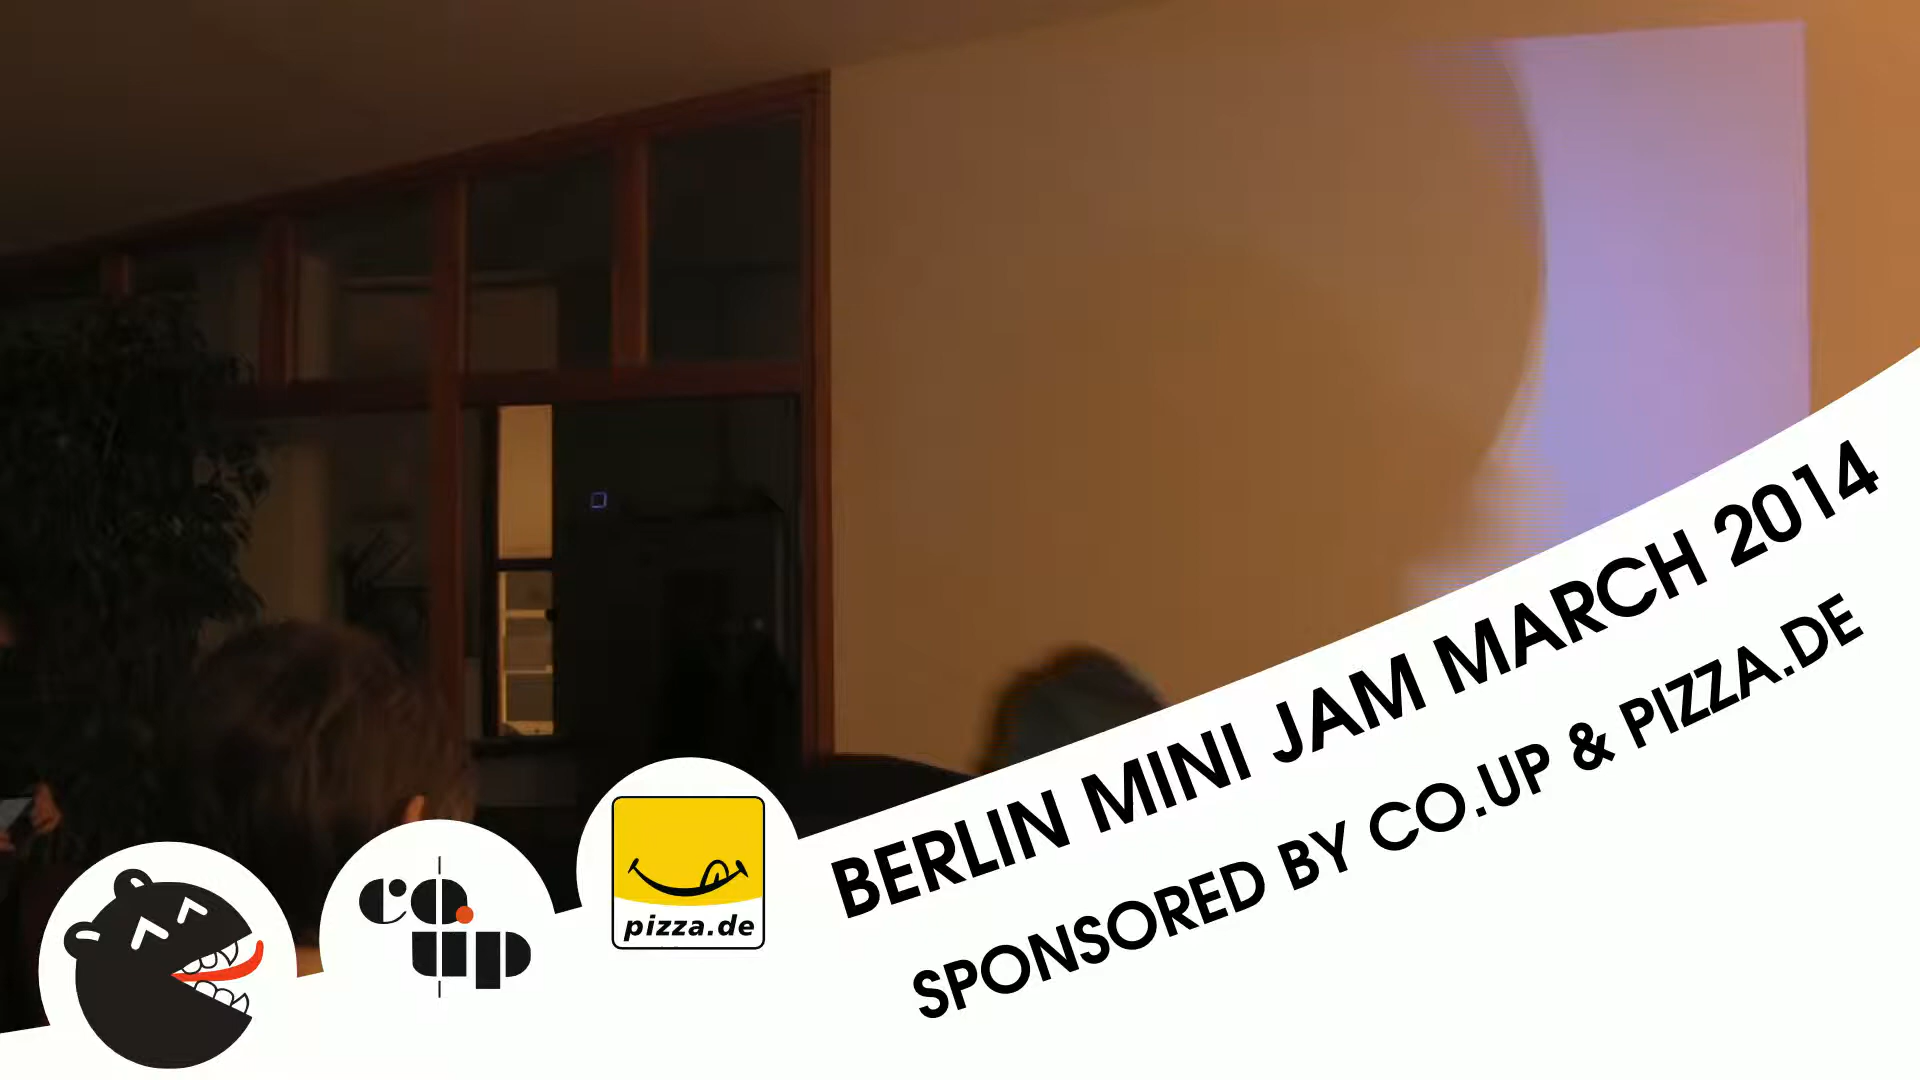 BERLIN MINI JAM MARCH 2014
SPONSORED BY CO.UP & PIZZA.DE
co.up
pizza.de